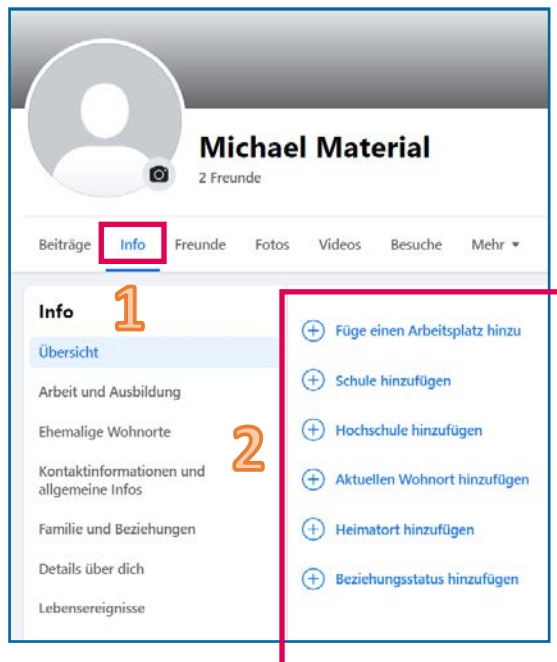 Michael Material
2 Freunde
Beiträge Info Freunde Fotos Videos Besuche Mehr
1
Info
Übersicht
Arbeit und Ausbildung
Ehemalige Wohnorte
Kontaktinformationen und
allgemeine Infos
Familie und Beziehungen
Details über dich
Lebensereignisse
2
Füge einen Arbeitsplatz hinzu
Schule hinzufügen
Hochschule hinzufügen
Aktuellen Wohnort hinzufügen
Heimatort hinzufügen
Beziehungsstatus hinzufügen